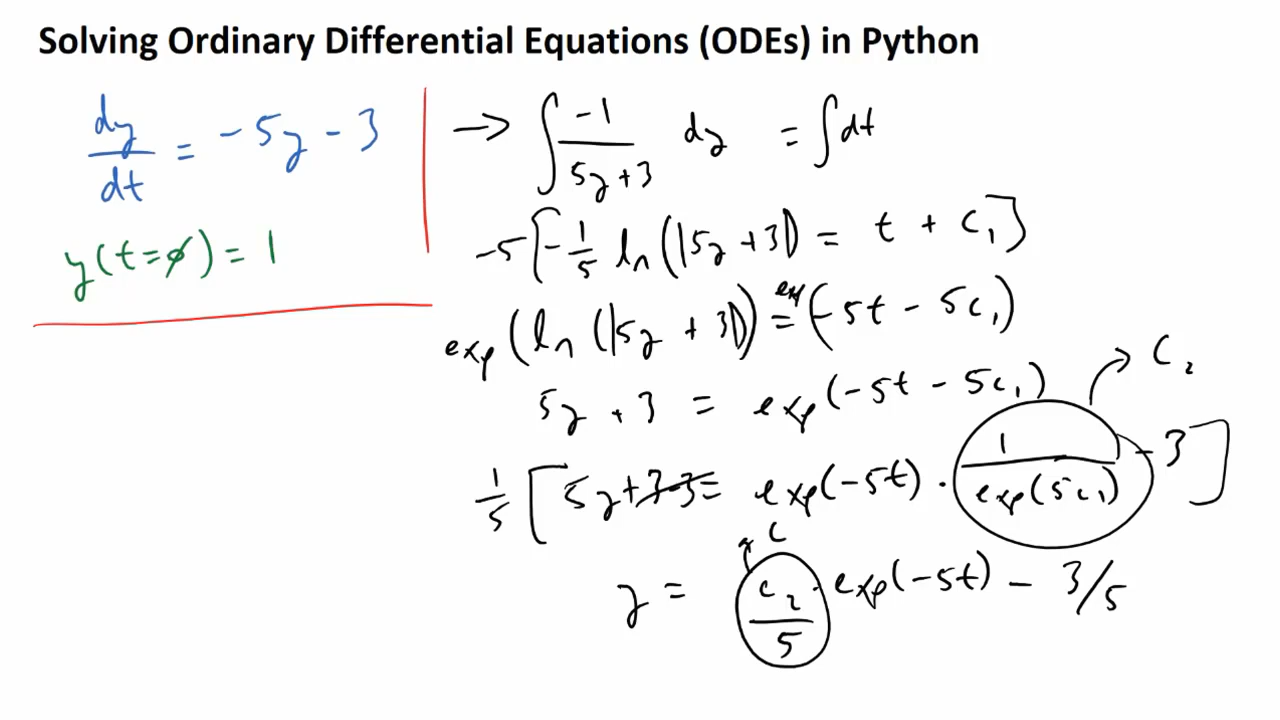 Solving Ordinary Differential Equations (ODEs) in Python
dy/dt = -5y - 3
y(t=0) = 1
→ ∫ -1/(5y+3) dy = ∫dt
-5[-1/5 ln(|5y+3|) = t + C₁]
exp(ln(|5y+3|)) = exp(-5t - 5C₁)
5y + 3 = exp(-5t - 5C₁)
→ C₂
1/5 [5y+3-3 = exp(-5t) · 1/exp(5C₁) - 3]
C
y = C₂/5 · exp(-5t) - 3/5